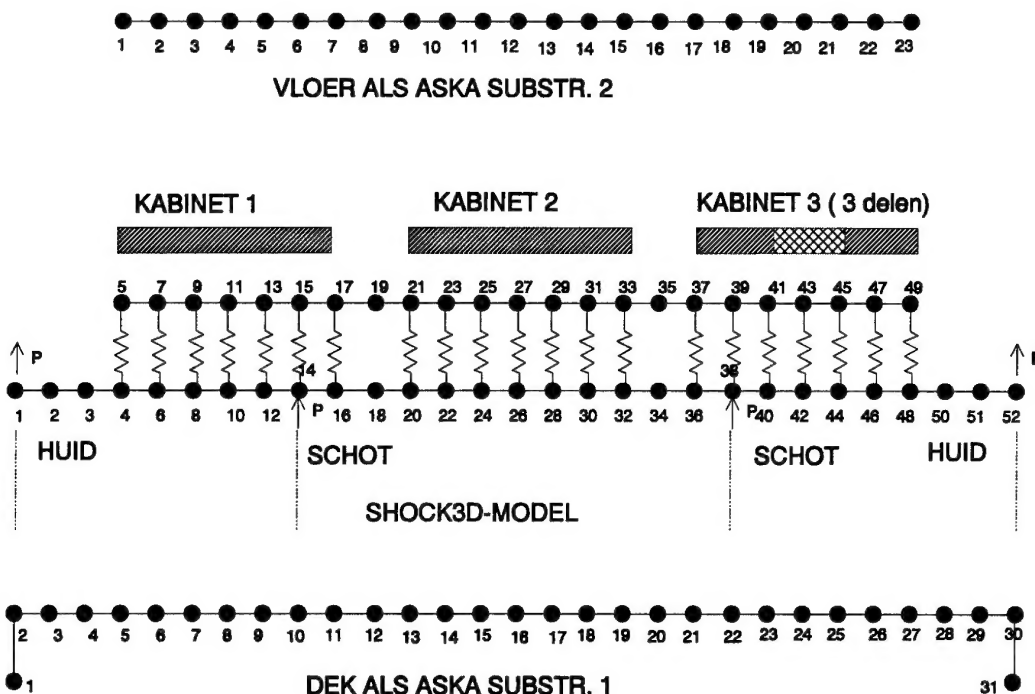 1 2 3 4 5 6 7 8 9 10 11 12 13 14 15 16 17 18 19 20 21 22 23
VLOER ALS ASKA SUBSTR. 2
KABINET 1 KABINET 2 KABINET 3 ( 3 delen)
5 7 9 11 13 15 17 19 21 23 25 27 29 31 33 35 37 39 41 43 45 47 49
P
14 38
1 2 3 4 6 8 10 12 P 16 18 20 22 24 26 28 30 32 34 36 P 40 42 44 46 48 50 51 52
HUID SCHOT SCHOT HUID
SHOCK3D-MODEL
2 3 4 5 6 7 8 9 10 11 12 13 14 15 16 17 18 19 20 21 22 23 24 25 26 27 28 29 30
1 31
DEK ALS ASKA SUBSTR. 1